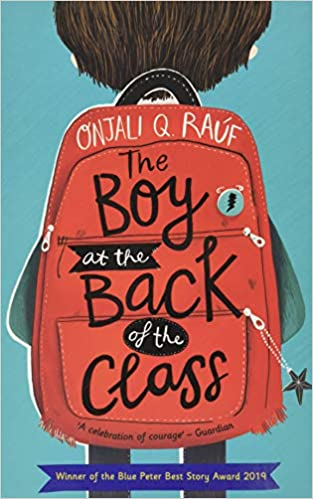 ONJALI Q. RAÚF
The
BOY
at the
BACK
of the
Class
'A celebration of courage' – Guardian
Winner of the Blue Peter Best Story Award 2019